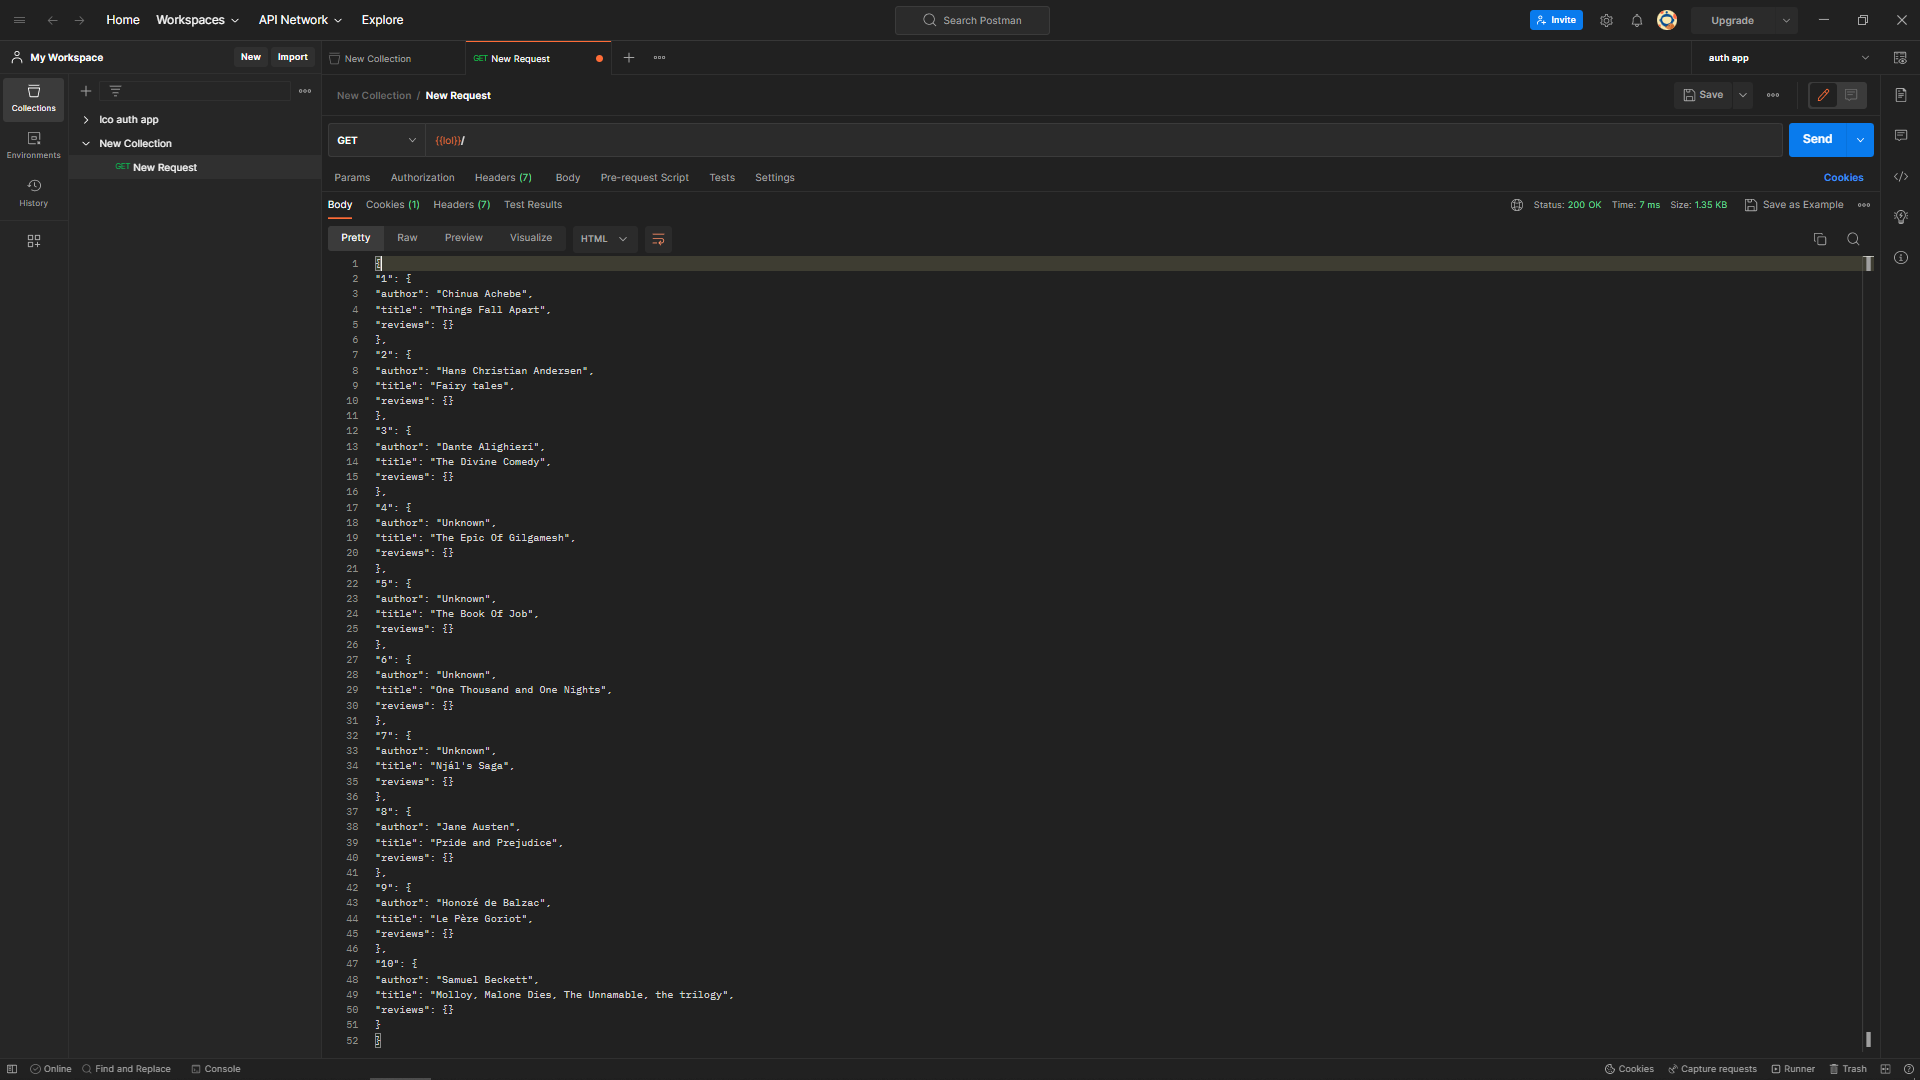 Home Workspaces API Network Explore Search Postman Invite Upgrade
My Workspace New Import New Collection GET New Request auth app
Collections
Environments
History
lco auth app
New Collection
GET New Request
New Collection / New Request Save
GET {{lol}}/ Send
Params Authorization Headers (7) Body Pre-request Script Tests Settings Cookies
Body Cookies (1) Headers (7) Test Results Status: 200 OK Time: 7 ms Size: 1.35 KB Save as Example
Pretty Raw Preview Visualize HTML
1 {
2 "1": {
3 "author": "Chinua Achebe",
4 "title": "Things Fall Apart",
5 "reviews": {}
6 },
7 "2": {
8 "author": "Hans Christian Andersen",
9 "title": "Fairy tales",
10 "reviews": {}
11 },
12 "3": {
13 "author": "Dante Alighieri",
14 "title": "The Divine Comedy",
15 "reviews": {}
16 },
17 "4": {
18 "author": "Unknown",
19 "title": "The Epic Of Gilgamesh",
20 "reviews": {}
21 },
22 "5": {
23 "author": "Unknown",
24 "title": "The Book Of Job",
25 "reviews": {}
26 },
27 "6": {
28 "author": "Unknown",
29 "title": "One Thousand and One Nights",
30 "reviews": {}
31 },
32 "7": {
33 "author": "Unknown",
34 "title": "Njál's Saga",
35 "reviews": {}
36 },
37 "8": {
38 "author": "Jane Austen",
39 "title": "Pride and Prejudice",
40 "reviews": {}
41 },
42 "9": {
43 "author": "Honoré de Balzac",
44 "title": "Le Père Goriot",
45 "reviews": {}
46 },
47 "10": {
48 "author": "Samuel Beckett",
49 "title": "Molloy, Malone Dies, The Unnamable, the trilogy",
50 "reviews": {}
51 }
52 }
Online Find and Replace Console Cookies Capture requests Runner Trash